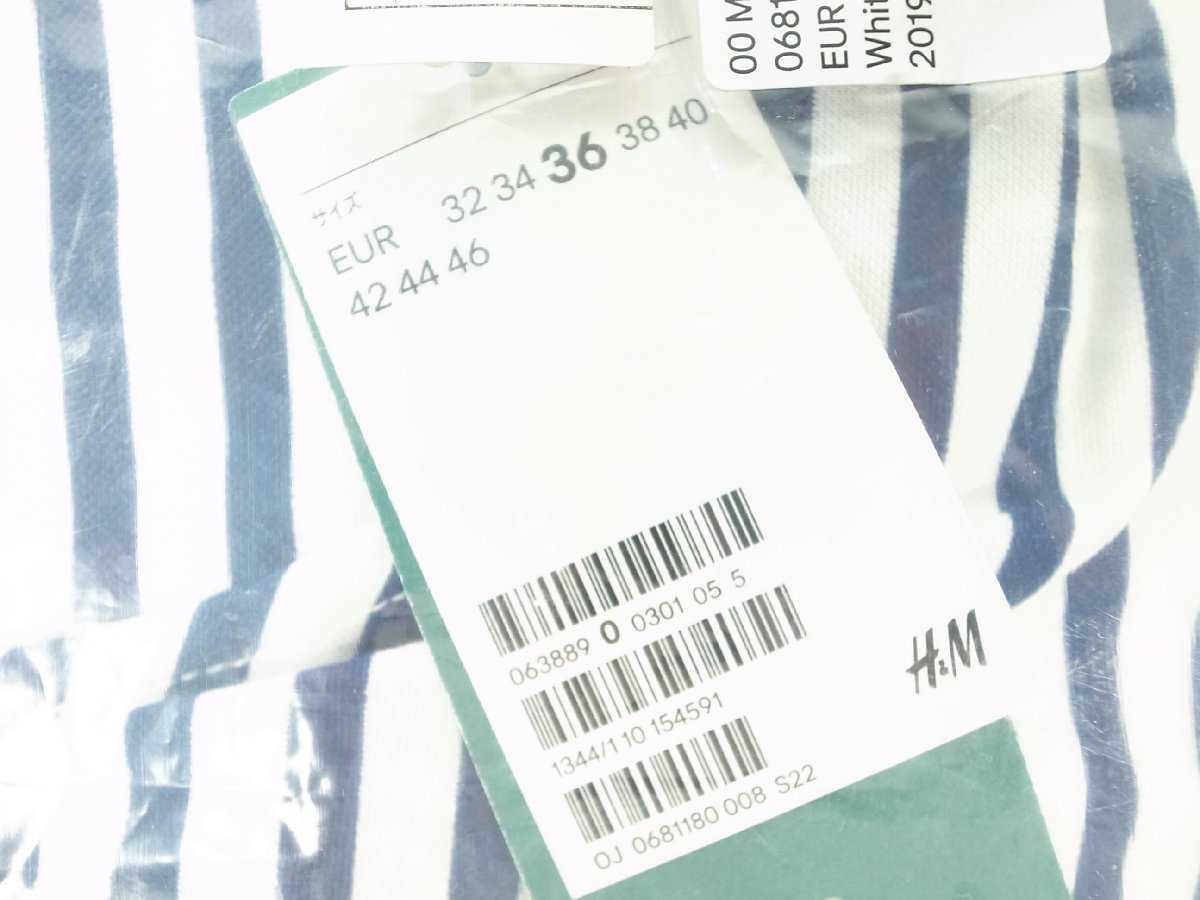 00 M
0681
EUR
Whit
2019
サイズ
EUR 32 34 36 38 40
42 44 46
063889 0 0301 05 5
1344/1 10 154591
OJ 0681180 008 S22
H&M